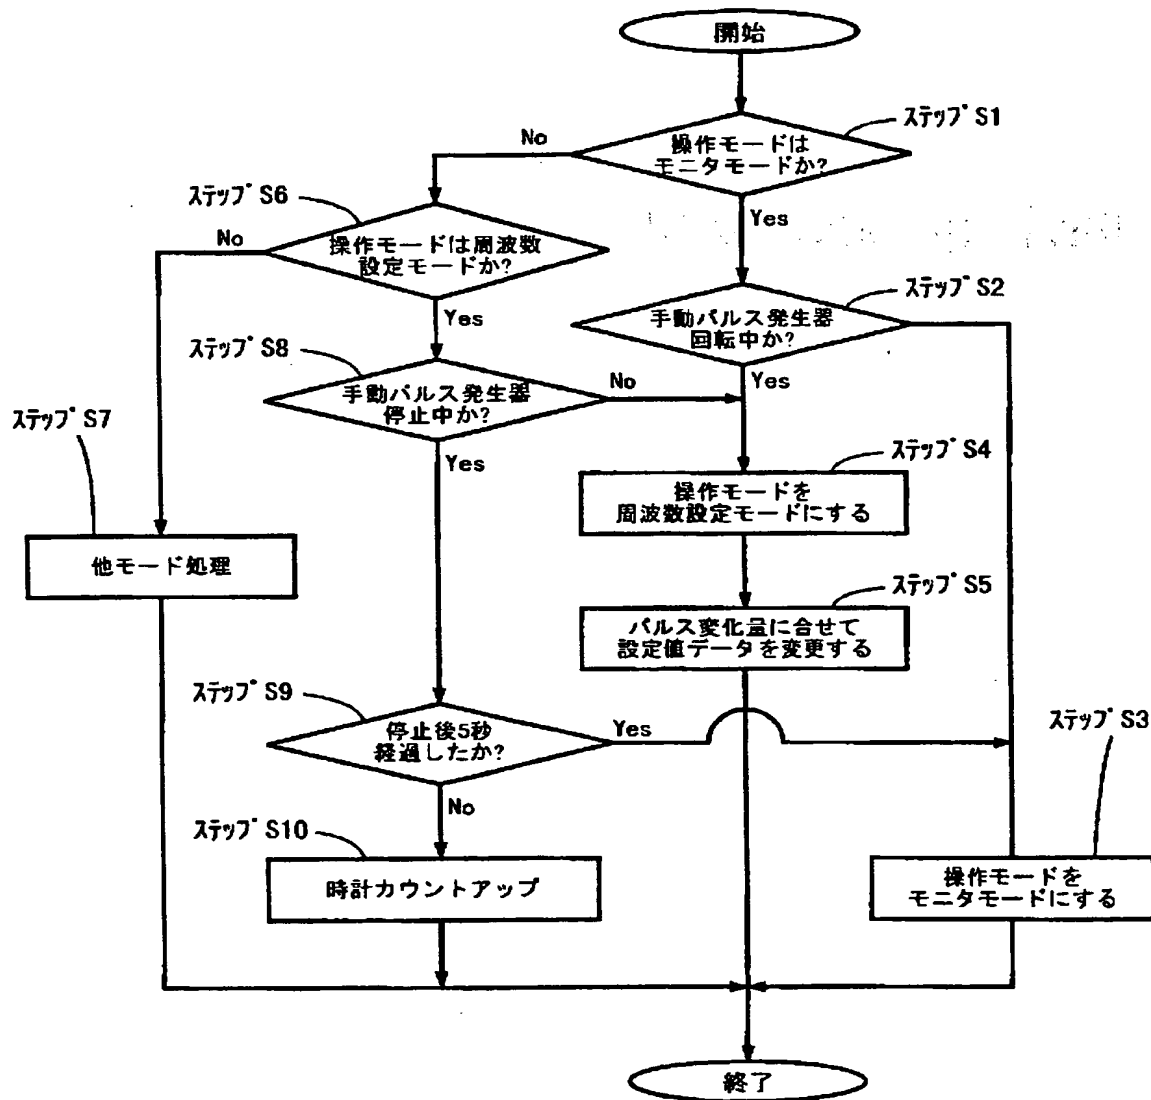 開始
ステップS1
操作モードは
モニタモードか?
No
Yes
ステップS6
操作モードは周波数
設定モードか?
No
Yes
ステップS2
手動パルス発生器
回転中か?
Yes
ステップS8
手動パルス発生器
停止中か?
No
Yes
ステップS7
他モード処理
ステップS4
操作モードを
周波数設定モードにする
ステップS5
パルス変化量に合せて
設定値データを変更する
ステップS9
停止後5秒
経過したか?
Yes
No
ステップS3
操作モードを
モニタモードにする
ステップS10
時計カウントアップ
終了